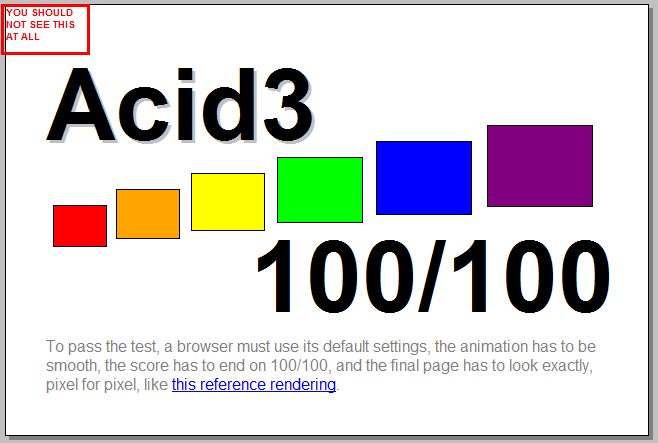 YOU SHOULD
NOT SEE THIS
AT ALL
Acid3
100/100
To pass the test, a browser must use its default settings, the animation has to be
smooth, the score has to end on 100/100, and the final page has to look exactly,
pixel for pixel, like this reference rendering.